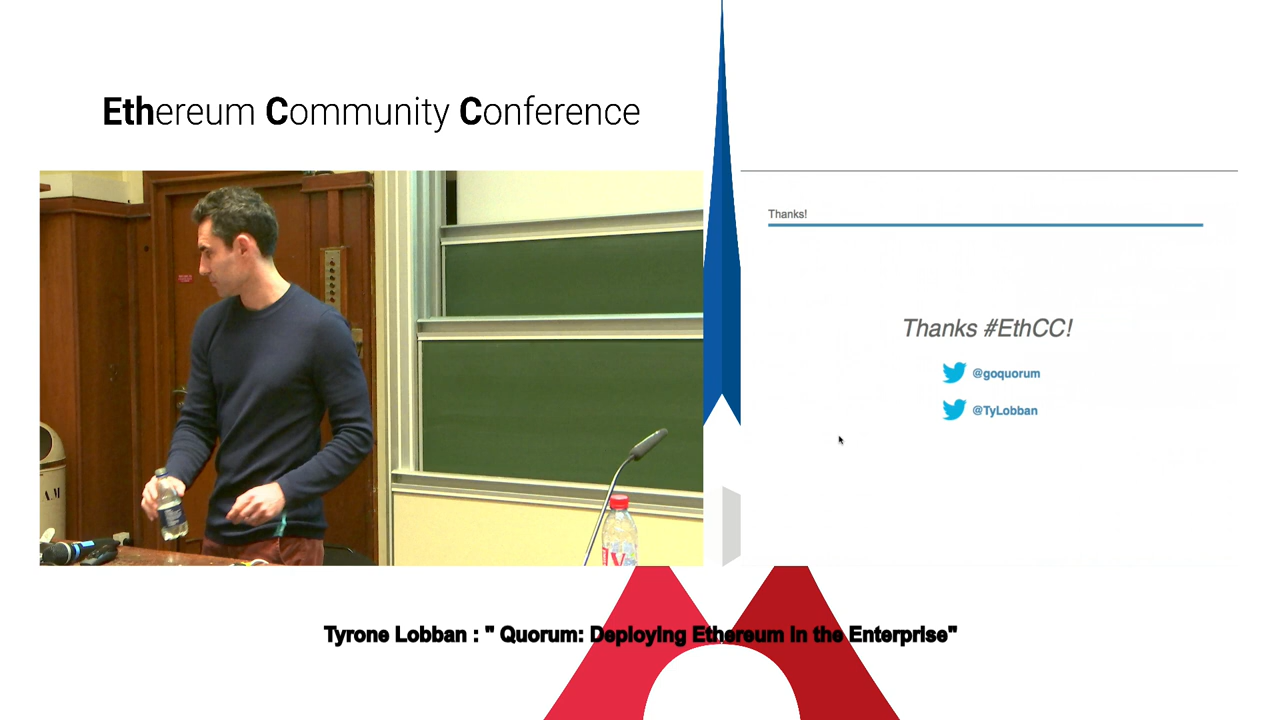 Ethereum Community Conference
Thanks!
Thanks #EthCC!
@goquorum
@TyLobban
Tyrone Lobban : " Quorum: Deploying Ethereum in the Enterprise"